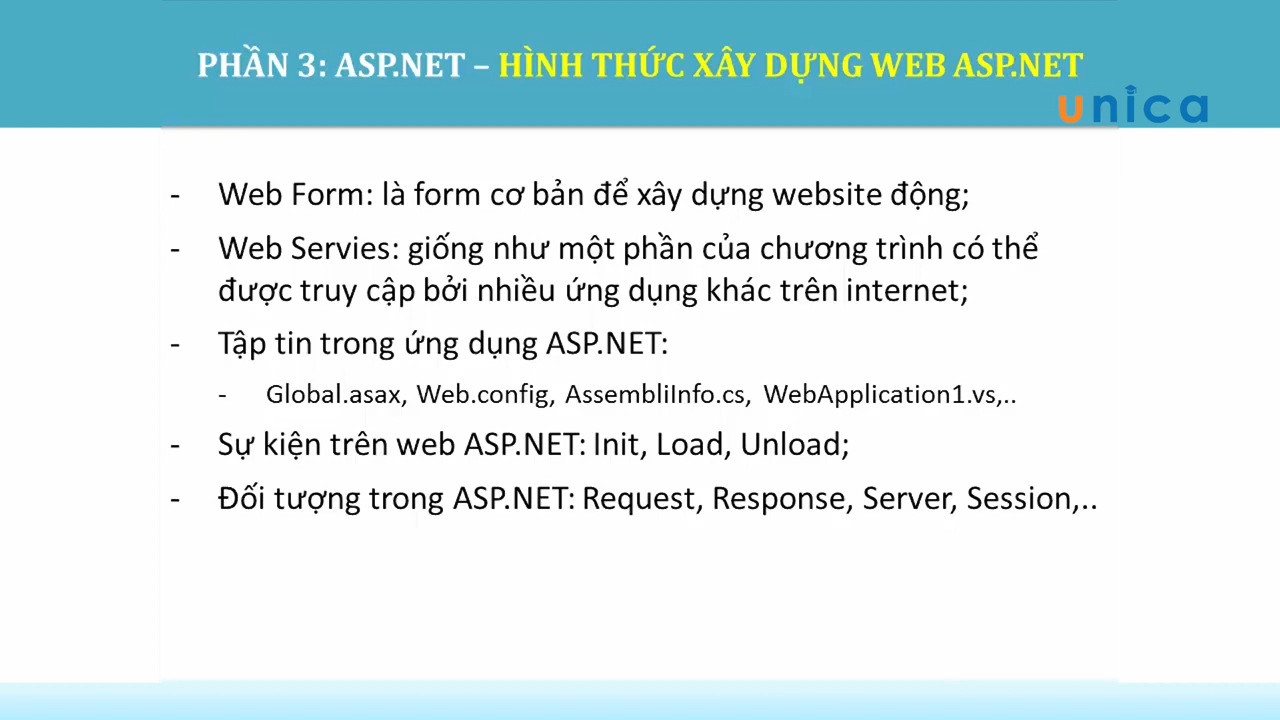 PHẦN 3: ASP.NET – HÌNH THỨC XÂY DỰNG WEB ASP.NET
unica
- Web Form: là form cơ bản để xây dựng website động;
- Web Servies: giống như một phần của chương trình có thể
được truy cập bởi nhiều ứng dụng khác trên internet;
- Tập tin trong ứng dụng ASP.NET:
- Global.asax, Web.config, AssembliInfo.cs, WebApplication1.vs,..
- Sự kiện trên web ASP.NET: Init, Load, Unload;
- Đối tượng trong ASP.NET: Request, Response, Server, Session,..